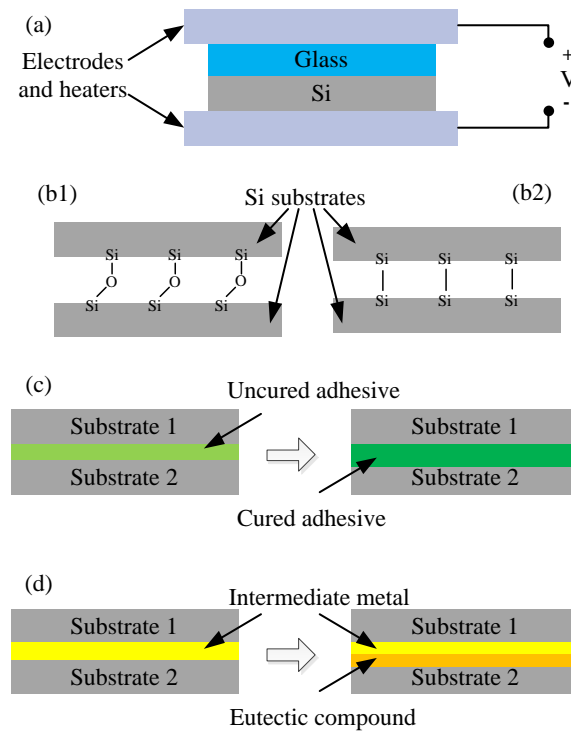 (a)
Electrodes
and heaters
Glass
Si
+
V
-
(b1)
Si substrates
(b2)
Si Si Si
O O O
Si Si Si
Si Si Si
Si Si Si
(c)
Uncured adhesive
Substrate 1
Substrate 2
Substrate 1
Substrate 2
Cured adhesive
(d)
Intermediate metal
Substrate 1
Substrate 2
Substrate 1
Substrate 2
Eutectic compound